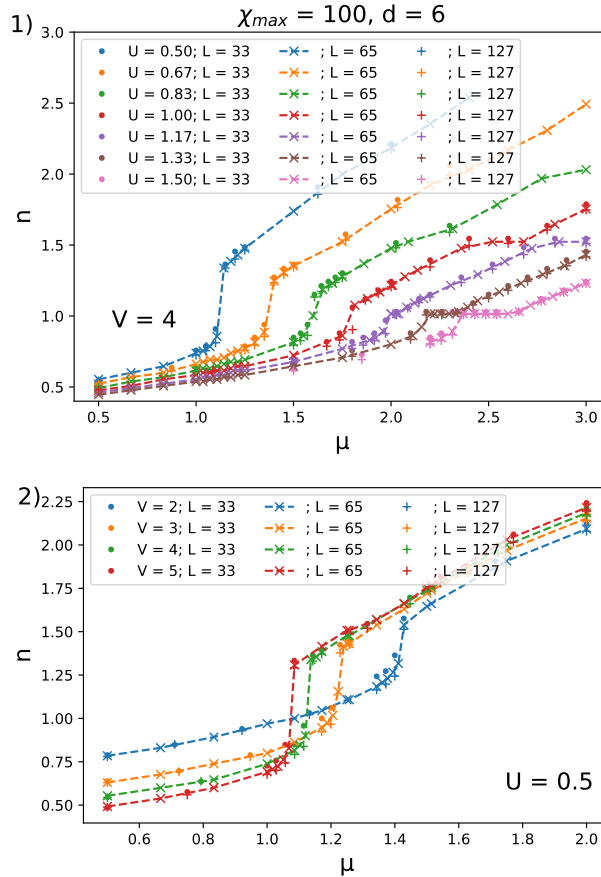 χmax = 100, d = 6
1)
3.0
2.5
2.0
1.5
1.0
0.5
n
U = 0.50; L = 33 ; L = 65 ; L = 127
U = 0.67; L = 33 ; L = 65 ; L = 127
U = 0.83; L = 33 ; L = 65 ; L = 127
U = 1.00; L = 33 ; L = 65 ; L = 127
U = 1.17; L = 33 ; L = 65 ; L = 127
U = 1.33; L = 33 ; L = 65 ; L = 127
U = 1.50; L = 33 ; L = 65 ; L = 127
V = 4
0.5 1.0 1.5 2.0 2.5 3.0
μ
2)
2.25
2.00
1.75
1.50
1.25
1.00
0.75
0.50
n
V = 2; L = 33 ; L = 65 ; L = 127
V = 3; L = 33 ; L = 65 ; L = 127
V = 4; L = 33 ; L = 65 ; L = 127
V = 5; L = 33 ; L = 65 ; L = 127
U = 0.5
0.6 0.8 1.0 1.2 1.4 1.6 1.8 2.0
μ